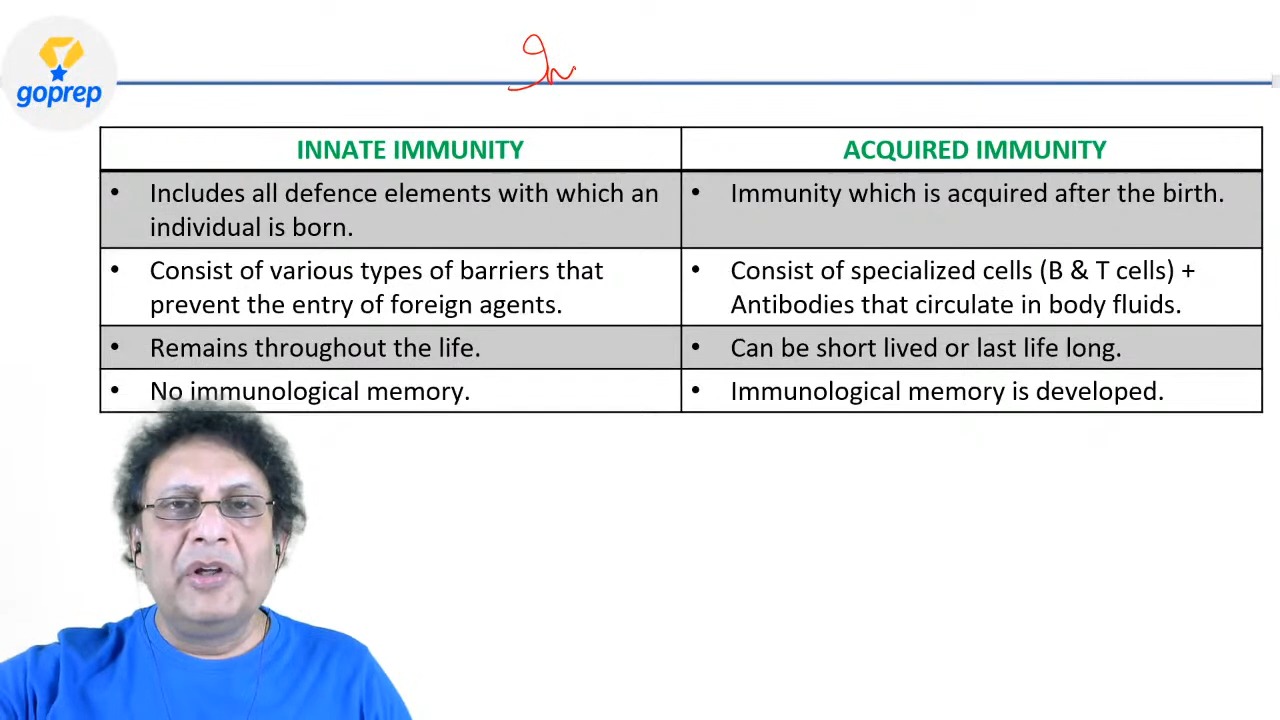 In
goprep
INNATE IMMUNITY
ACQUIRED IMMUNITY
• Includes all defence elements with which an
individual is born.
• Immunity which is acquired after the birth.
• Consist of various types of barriers that
prevent the entry of foreign agents.
• Consist of specialized cells (B & T cells) +
Antibodies that circulate in body fluids.
• Remains throughout the life.
• Can be short lived or last life long.
• No immunological memory.
• Immunological memory is developed.